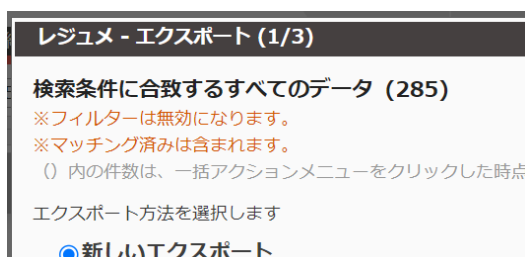 レジュメ - エクスポート (1/3)
検索条件に合致するすべてのデータ (285)
※フィルターは無効になります。
※マッチング済みは含まれます。
（）内の件数は、一括アクションメニューをクリックした時点
エクスポート方法を選択します
新しいエクスポート